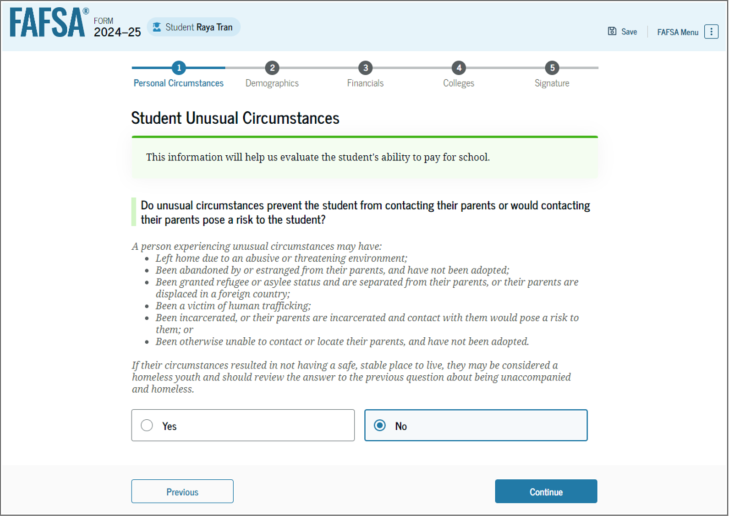 FAFSA®
FORM
2024–25
Student Raya Tran
Save
FAFSA Menu
1
2
3
4
5
Personal Circumstances
Demographics
Financials
Colleges
Signature
Student Unusual Circumstances
This information will help us evaluate the student's ability to pay for school.
Do unusual circumstances prevent the student from contacting their parents or would contacting
their parents pose a risk to the student?
A person experiencing unusual circumstances may have:
• Left home due to an abusive or threatening environment;
• Been abandoned by or estranged from their parents, and have not been adopted;
• Been granted refugee or asylee status and are separated from their parents, or their parents are
displaced in a foreign country;
• Been a victim of human trafficking;
• Been incarcerated, or their parents are incarcerated and contact with them would pose a risk to
them; or
• Been otherwise unable to contact or locate their parents, and have not been adopted.
If their circumstances resulted in not having a safe, stable place to live, they may be considered a
homeless youth and should review the answer to the previous question about being unaccompanied
and homeless.
Yes
No
Previous
Continue